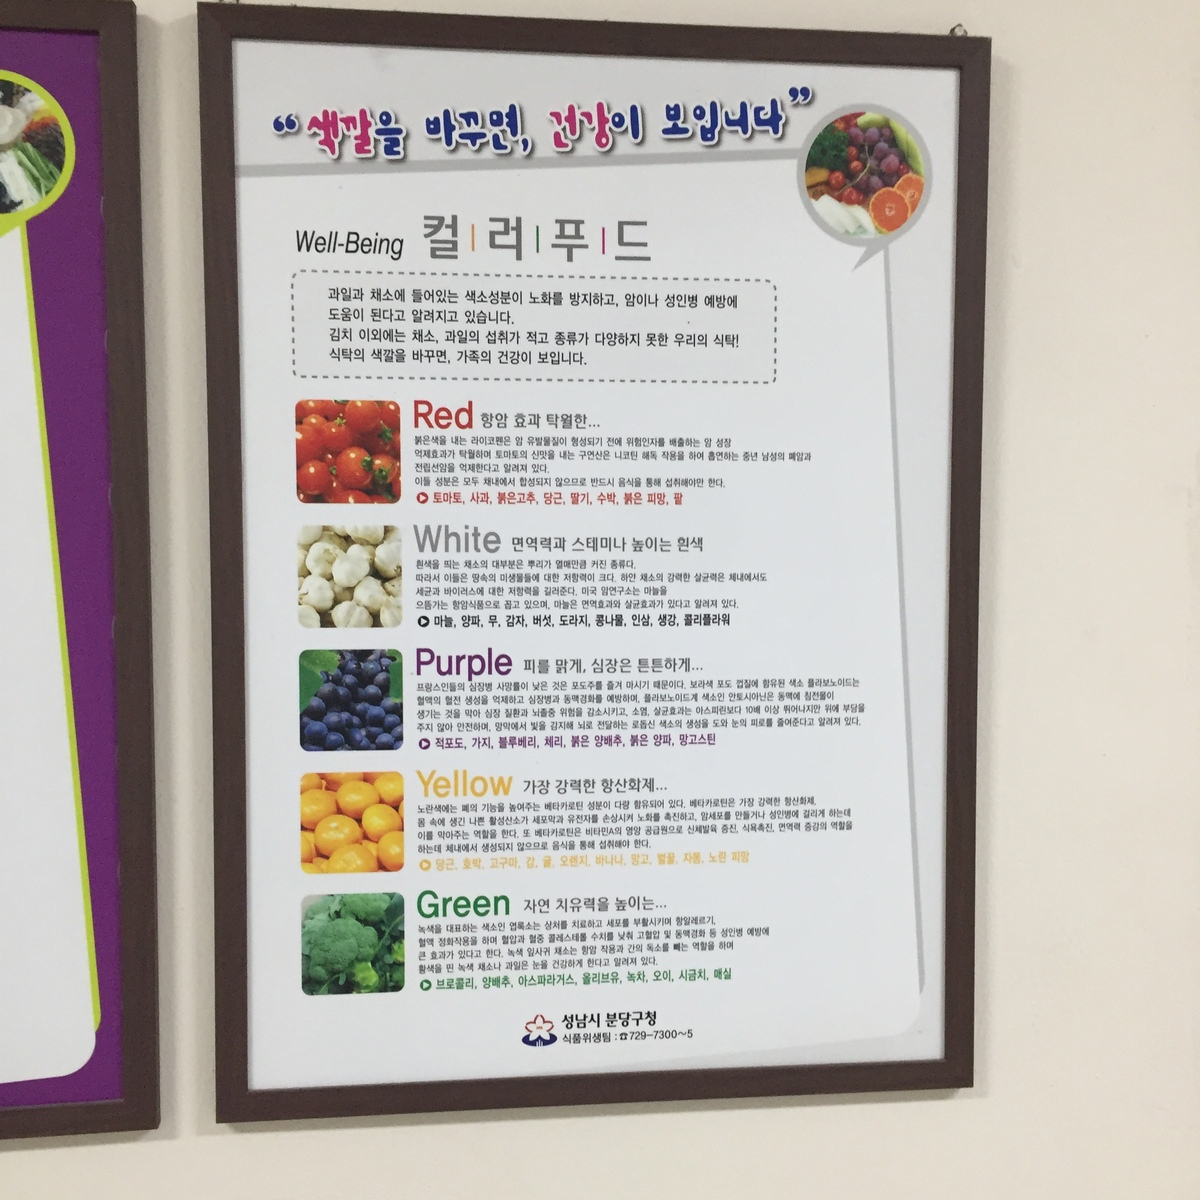 “색깔을 바꾸면, 건강이 보입니다”
Well-Being 컬러푸드
과일과 채소에 들어있는 색소성분이 노화를 방지하고, 암이나 성인병 예방에
도움이 된다고 알려지고 있습니다.
김치 이외에는 채소, 과일의 섭취가 적고 종류가 다양하지 못한 우리의 식탁!
식탁의 색깔을 바꾸면, 가족의 건강이 보입니다.
Red 항암 효과 탁월한...
붉은색을 내는 라이코펜은 암 유발물질이 형성되기 전에 위험인자를 배출하는 암 성장
억제효과가 탁월하며 토마토의 신맛을 내는 구연산은 니코틴 해독 작용을 하여 흡연하는 중년 남성의 폐암과
전립선암을 억제한다고 알려져 있다.
이들 성분은 모두 채내에서 합성되지 않으므로 반드시 음식을 통해 섭취해야만 한다.
토마토, 사과, 붉은고추, 당근, 딸기, 수박, 붉은 피망, 팥
White 면역력과 스테미나 높이는 흰색
흰색을 띄는 채소의 대부분은 뿌리가 열매만큼 커진 종류다.
따라서 이들은 땅속의 미생물들에 대한 저항력이 크다. 하얀 채소의 강력한 살균력은 체내에서도
세균과 바이러스에 대한 저항력을 길러준다. 미국 암연구소는 마늘을
으뜸가는 항암식품으로 꼽고 있으며, 마늘은 면역효과와 살균효과가 있다고 알려져 있다.
마늘, 양파, 무, 감자, 버섯, 도라지, 콩나물, 인삼, 생강, 콜리플라워
Purple 피를 맑게, 심장은 튼튼하게...
프랑스인들의 심장병 사망률이 낮은 것은 포도주를 즐겨 마시기 때문이다. 보라색 포도 껍질에 함유된 색소 플라보노이드는
혈액의 혈전 생성을 억제하고 심장병과 동맥경화를 예방하며, 플라보노이드계 색소인 안토시아닌은 동맥에 침전물이
생기는 것을 막아 심장 질환과 뇌졸중 위험을 감소시키고, 소염, 살균효과는 아스피린보다 10배 이상 뛰어나지만 위에 부담을
주지 않아 안전하며, 망막에서 빛을 감지해 뇌로 전달하는 로돕신 색소의 생성을 도와 눈의 피로를 줄여준다고 알려져 있다.
적포도, 가지, 블루베리, 체리, 붉은 양배추, 붉은 양파, 망고스틴
Yellow 가장 강력한 항산화제...
노란색에는 폐의 기능을 높여주는 베타카로틴 성분이 다량 함유되어 있다. 베타카로틴은 가장 강력한 항산화제,
몸 속에 생긴 나쁜 활성산소가 세포막과 유전자를 손상시켜 노화를 촉진하고, 암세포를 만들거나 성인병에 걸리게 하는데
이를 막아주는 역할을 한다. 또 베타카로틴은 비타민A의 영양 공급원으로 신체발육 증진, 식욕촉진, 면역력 증강의 역할을
하는데 체내에서 생성되지 않으므로 음식을 통해 섭취해야 한다.
당근, 호박, 고구마, 감, 귤, 오렌지, 바나나, 망고, 벌꿀, 자몽, 노란 피망
Green 자연 치유력을 높이는...
녹색을 대표하는 색소인 엽록소는 상처를 치료하고 세포를 부활시키며 항알레르기,
혈액 정화작용을 하며 혈압과 혈중 콜레스테롤 수치를 낮춰 고혈압 및 동맥경화 등 성인병 예방에
큰 효과가 있다고 한다. 녹색 잎사귀 채소는 항암 작용과 간의 독소를 빼는 역할을 하며
황색을 띤 녹색 채소나 과일은 눈을 건강하게 한다고 알려져 있다.
브로콜리, 양배추, 아스파라거스, 올리브유, 녹차, 오이, 시금치, 매실
성남시 분당구청
식품위생팀 : ☎729-7300~5